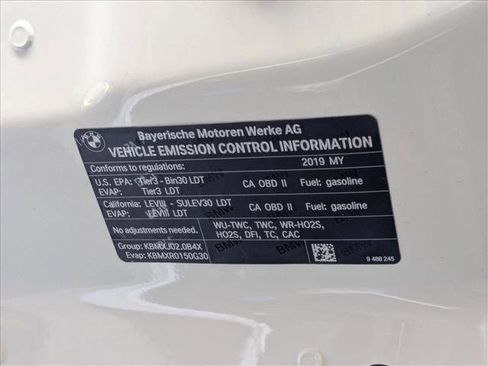 Bayerische Motoren Werke AG
VEHICLE EMISSION CONTROL INFORMATION
Conforms to regulations: 2019 MY
U.S. EPA: Tier3 - Bin30 LDT CA OBD II Fuel: gasoline
EVAP: Tier3 LDT
California: LEVIII - SULEV30 LDT CA OBD II Fuel: gasoline
EVAP: LEVIII LDT
No adjustments needed. WU-TWC, TWC, WR-HO2S,
HO2S, DFI, TC, CAC
Group: KBMXJ02.0B4X
Evap: KBMXR0150G30
9 488 245